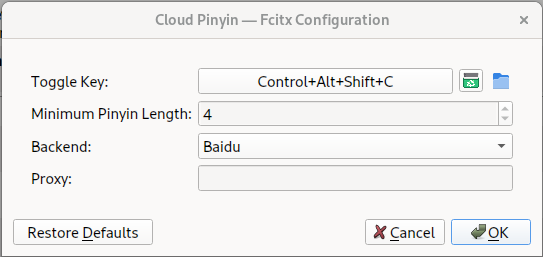 Cloud Pinyin — Fcitx Configuration
Toggle Key: Control+Alt+Shift+C
Minimum Pinyin Length: 4
Backend: Baidu
Proxy:
Restore Defaults Cancel OK